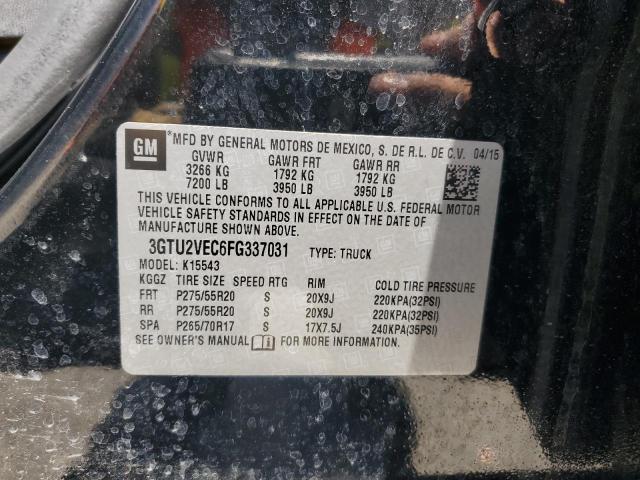 GM
*MFD BY GENERAL MOTORS DE MEXICO, S. DE R.L. DE C.V. 04/15
GVWR GAWR FRT GAWR RR
3266 KG 1792 KG 1792 KG
7200 LB 3950 LB 3950 LB
THIS VEHICLE CONFORMS TO ALL APPLICABLE U.S. FEDERAL MOTOR
VEHICLE SAFETY STANDARDS IN EFFECT ON THE DATE OF
MANUFACTURE SHOWN ABOVE.
3GTU2VEC6FG337031 TYPE: TRUCK
MODEL: K15543
KGGZ TIRE SIZE SPEED RTG RIM COLD TIRE PRESSURE
FRT P275/55R20 S 20X9J 220KPA(32PSI)
RR P275/55R20 S 20X9J 220KPA(32PSI)
SPA P265/70R17 S 17X7.5J 240KPA(35PSI)
SEE OWNER'S MANUAL FOR MORE INFORMATION.